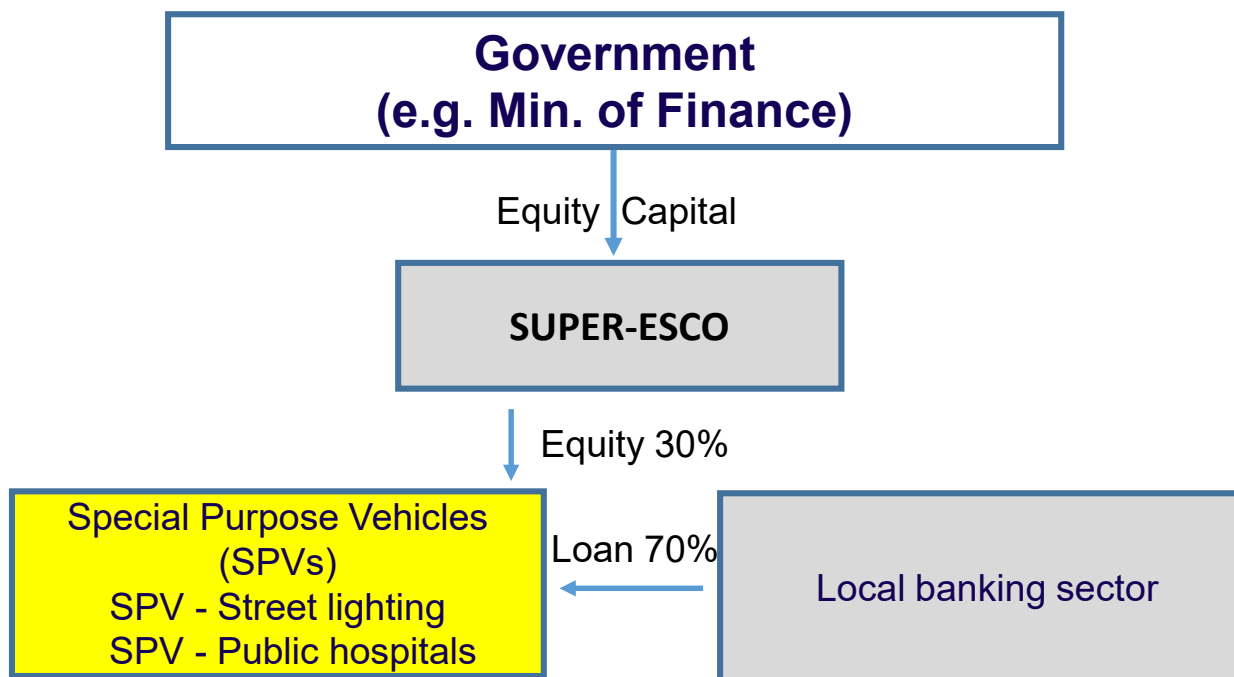 Government
(e.g. Min. of Finance)
Equity Capital
SUPER-ESCO
Equity 30%
Special Purpose Vehicles
(SPVs)
SPV - Street lighting
SPV - Public hospitals
Loan 70%
Local banking sector